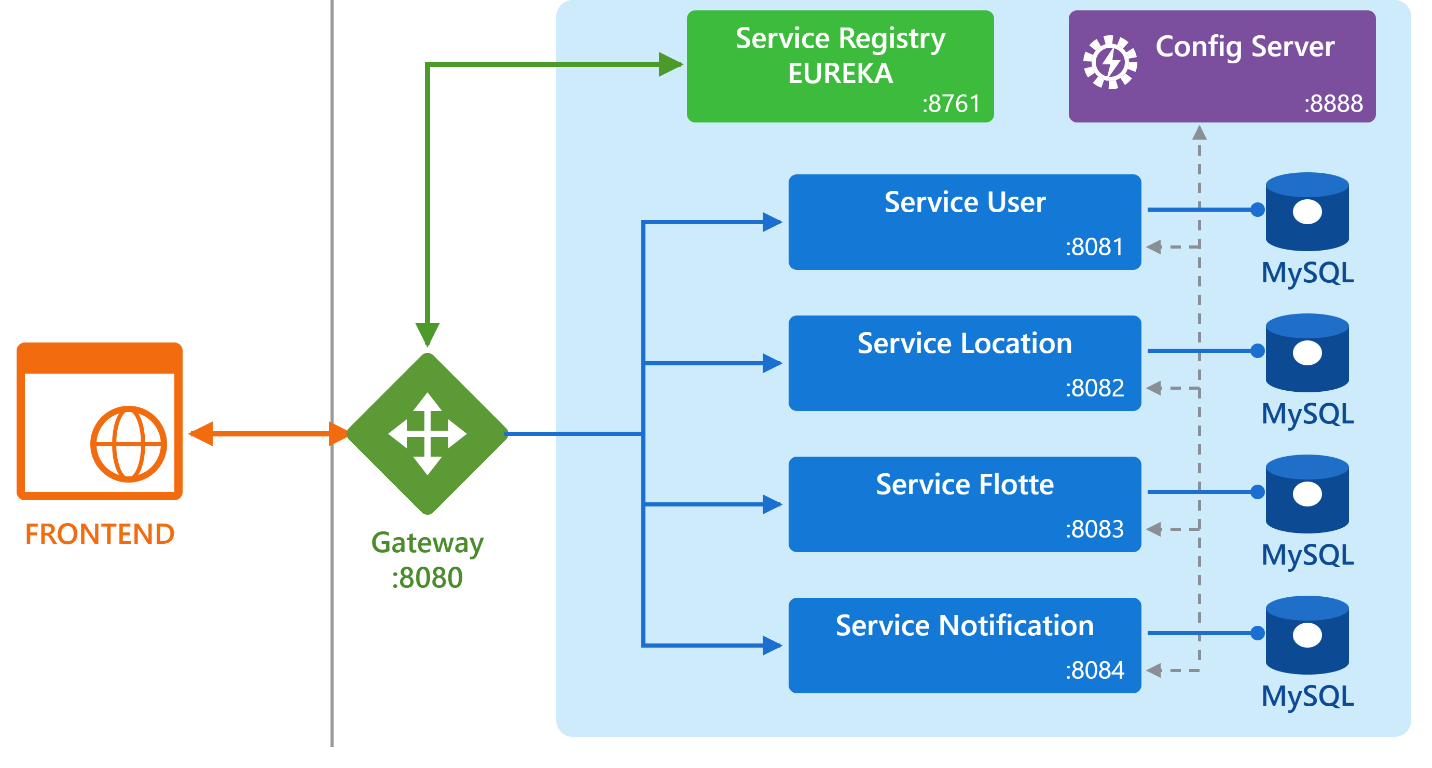 Service Registry
EUREKA
:8761
Config Server
:8888
Service User
:8081
MySQL
Service Location
:8082
MySQL
Service Flotte
:8083
MySQL
Service Notification
:8084
MySQL
FRONTEND
Gateway
:8080